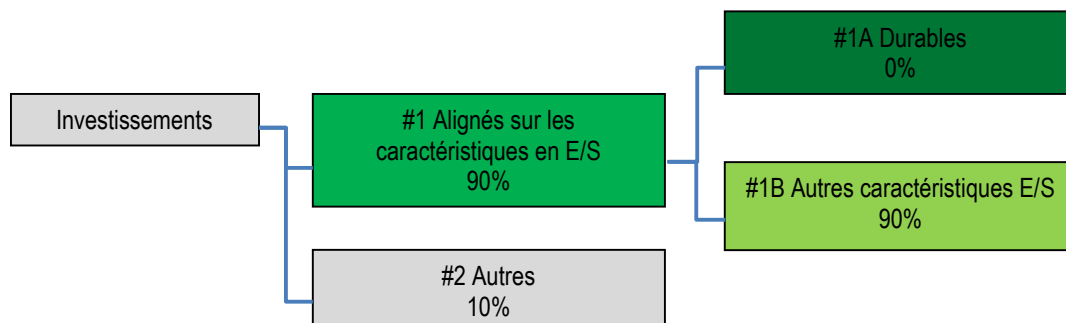 Investissements
#1 Alignés sur les
caractéristiques en E/S
90%
#2 Autres
10%
#1A Durables
0%
#1B Autres caractéristiques E/S
90%